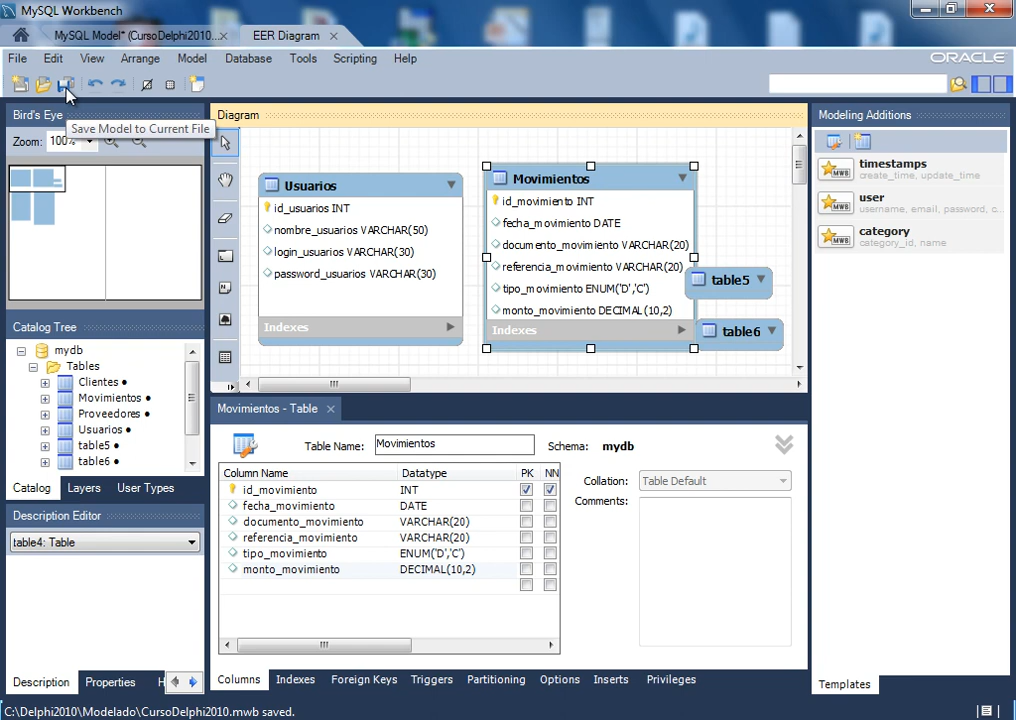 MySQL Workbench
MySQL Model* (CursoDelphi2010....
EER Diagram
File Edit View Arrange Model Database Tools Scripting Help
ORACLE
Bird's Eye
Save Model to Current File
Zoom: 100%
Diagram
Modeling Additions
timestamps
create_time, update_time
user
username, email, password, c...
category
category_id, name
Usuarios
id_usuarios INT
nombre_usuarios VARCHAR(50)
login_usuarios VARCHAR(30)
password_usuarios VARCHAR(30)
Indexes
Movimientos
id_movimiento INT
fecha_movimiento DATE
documento_movimiento VARCHAR(20)
referencia_movimiento VARCHAR(20)
tipo_movimiento ENUM('D','C')
monto_movimiento DECIMAL(10,2)
Indexes
table5
table6
Catalog Tree
mydb
Tables
Clientes •
Movimientos •
Proveedores •
Usuarios •
table5 •
table6 •
Catalog Layers User Types
Description Editor
table4: Table
Description Properties H
Movimientos - Table
Table Name: Movimientos Schema: mydb
Column Name Datatype PK NN
id_movimiento INT
fecha_movimiento DATE
documento_movimiento VARCHAR(20)
referencia_movimiento VARCHAR(20)
tipo_movimiento ENUM('D','C')
monto_movimiento DECIMAL(10,2)
Collation: Table Default
Comments:
Columns Indexes Foreign Keys Triggers Partitioning Options Inserts Privileges
Templates
C:\Delphi2010\Modelado\CursoDelphi2010.mwb saved.